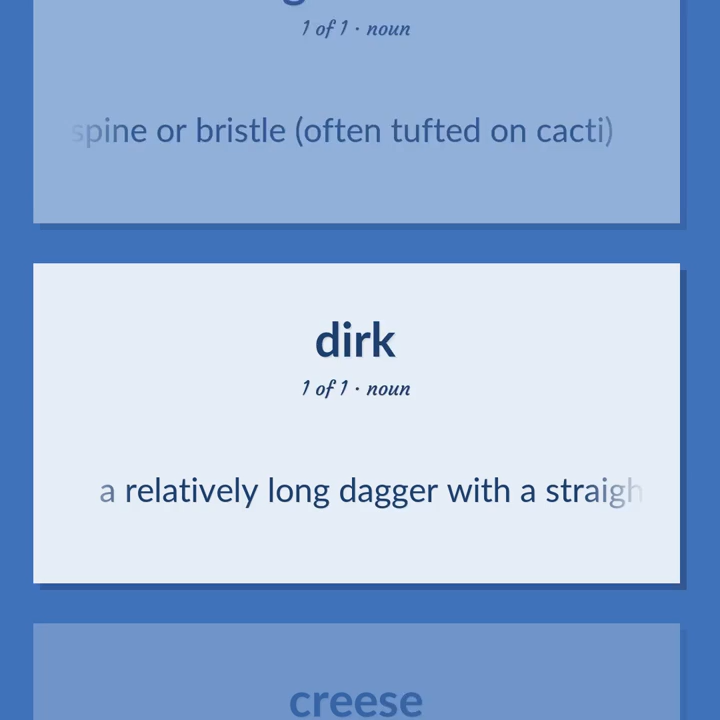 1 of 1 · noun
spine or bristle (often tufted on cacti)
dirk
1 of 1 · noun
a relatively long dagger with a straigh
creese